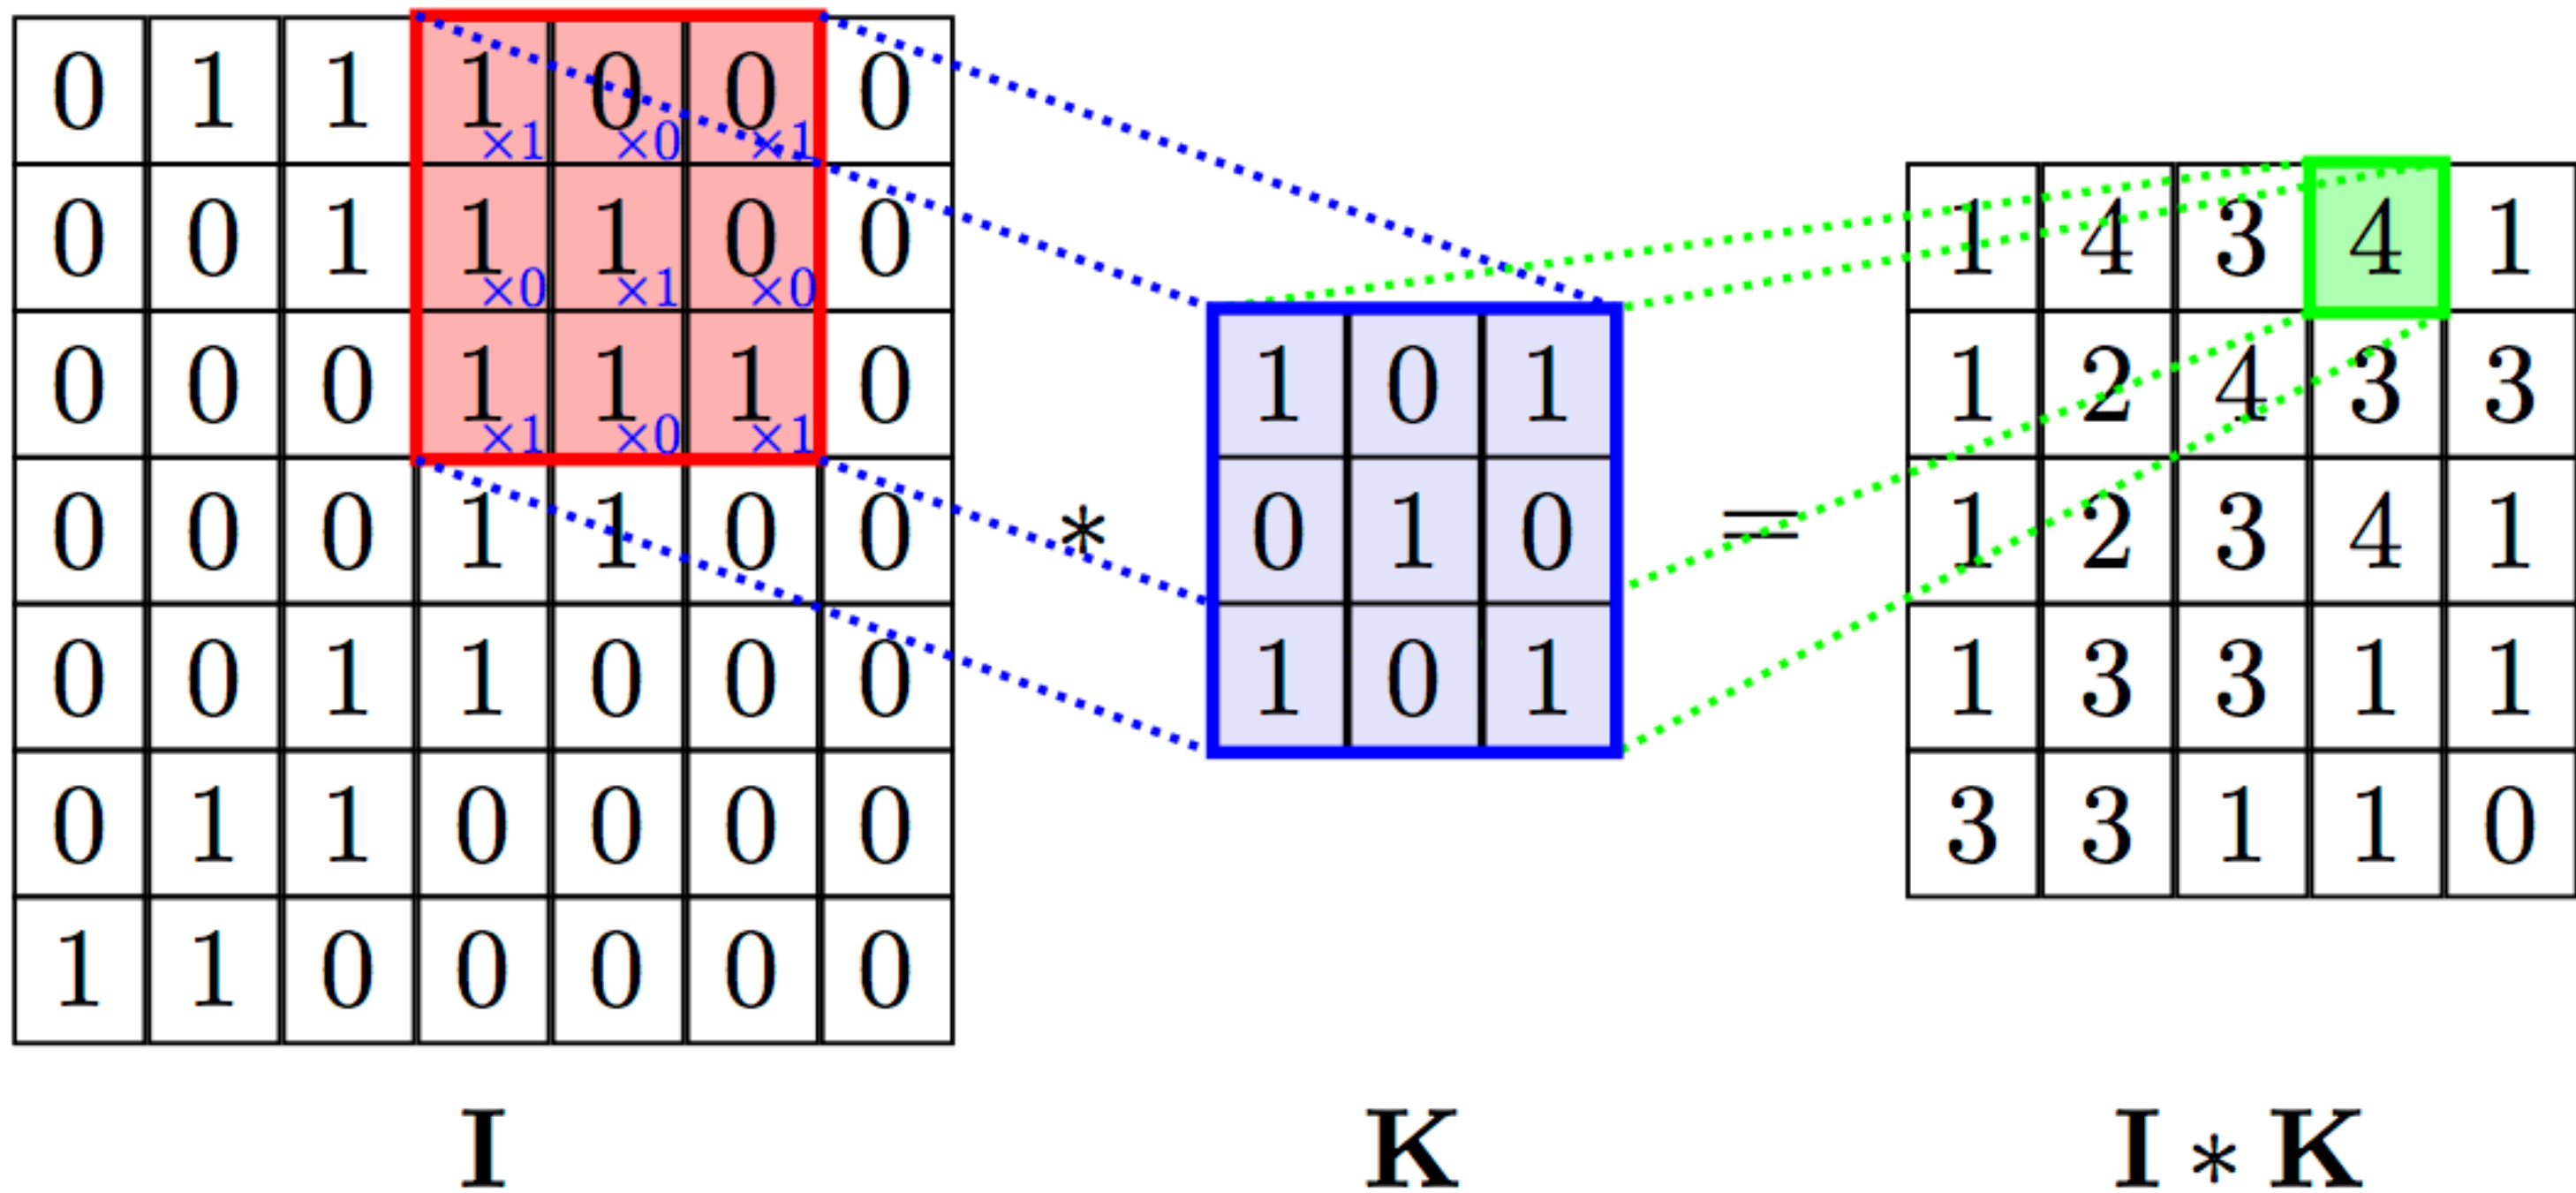 0 1 1 1×1 0×0 0×1 0
0 0 1 1×0 1×1 0×0 0
0 0 0 1×1 1×0 1×1 0
0 0 0 1 1 0 0
0 0 1 1 0 0 0
0 1 1 0 0 0 0
1 1 0 0 0 0 0
I
*
1 0 1
0 1 0
1 0 1
K
=
1 4 3 4 1
1 2 4 3 3
1 2 3 4 1
1 3 3 1 1
3 3 1 1 0
I * K